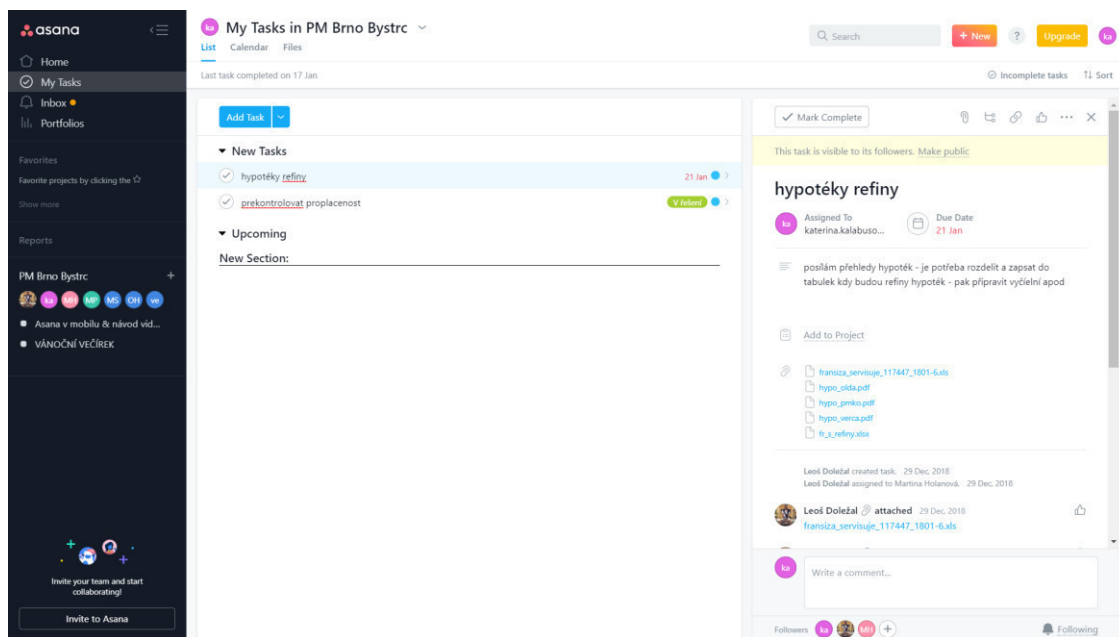 asana
Home
My Tasks
Inbox
Portfolios
Favorites
Favorite projects by clicking the
Show more
Reports
PM Brno Bystrc +
ka MH MP MS OH ve
Asana v mobilu & návod vid...
VÁNOČNÍ VEČÍREK
Invite your team and start
collaborating!
Invite to Asana
ka My Tasks in PM Brno Bystrc
List Calendar Files
Search
+ New ? Upgrade ka
Last task completed on 17 Jan
Incomplete tasks Sort
Add Task
New Tasks
hypotéky refiny 21 Jan
prekontrolovat proplacenost V řešení
Upcoming
New Section:
Mark Complete
This task is visible to its followers. Make public
hypotéky refiny
ka Assigned To Due Date
katerina.kalabuso... 21 Jan
posílám přehledy hypoték - je potřeba rozdelit a zapsat do
tabulek kdy budou refiny hypoték - pak připravit vyčíelní apod
Add to Project
fransiza_servisuje_117447_1801-6.xls
hypo_olda.pdf
hypo_pmko.pdf
hypo_verca.pdf
fr_s_refiny.xlsx
Leoš Doležal created task. 29 Dec, 2018
Leoš Doležal assigned to Martina Holanová. 29 Dec, 2018
Leoš Doležal attached 29 Dec, 2018
fransiza_servisuje_117447_1801-6.xls
ka Write a comment...
Followers ka MH + Following